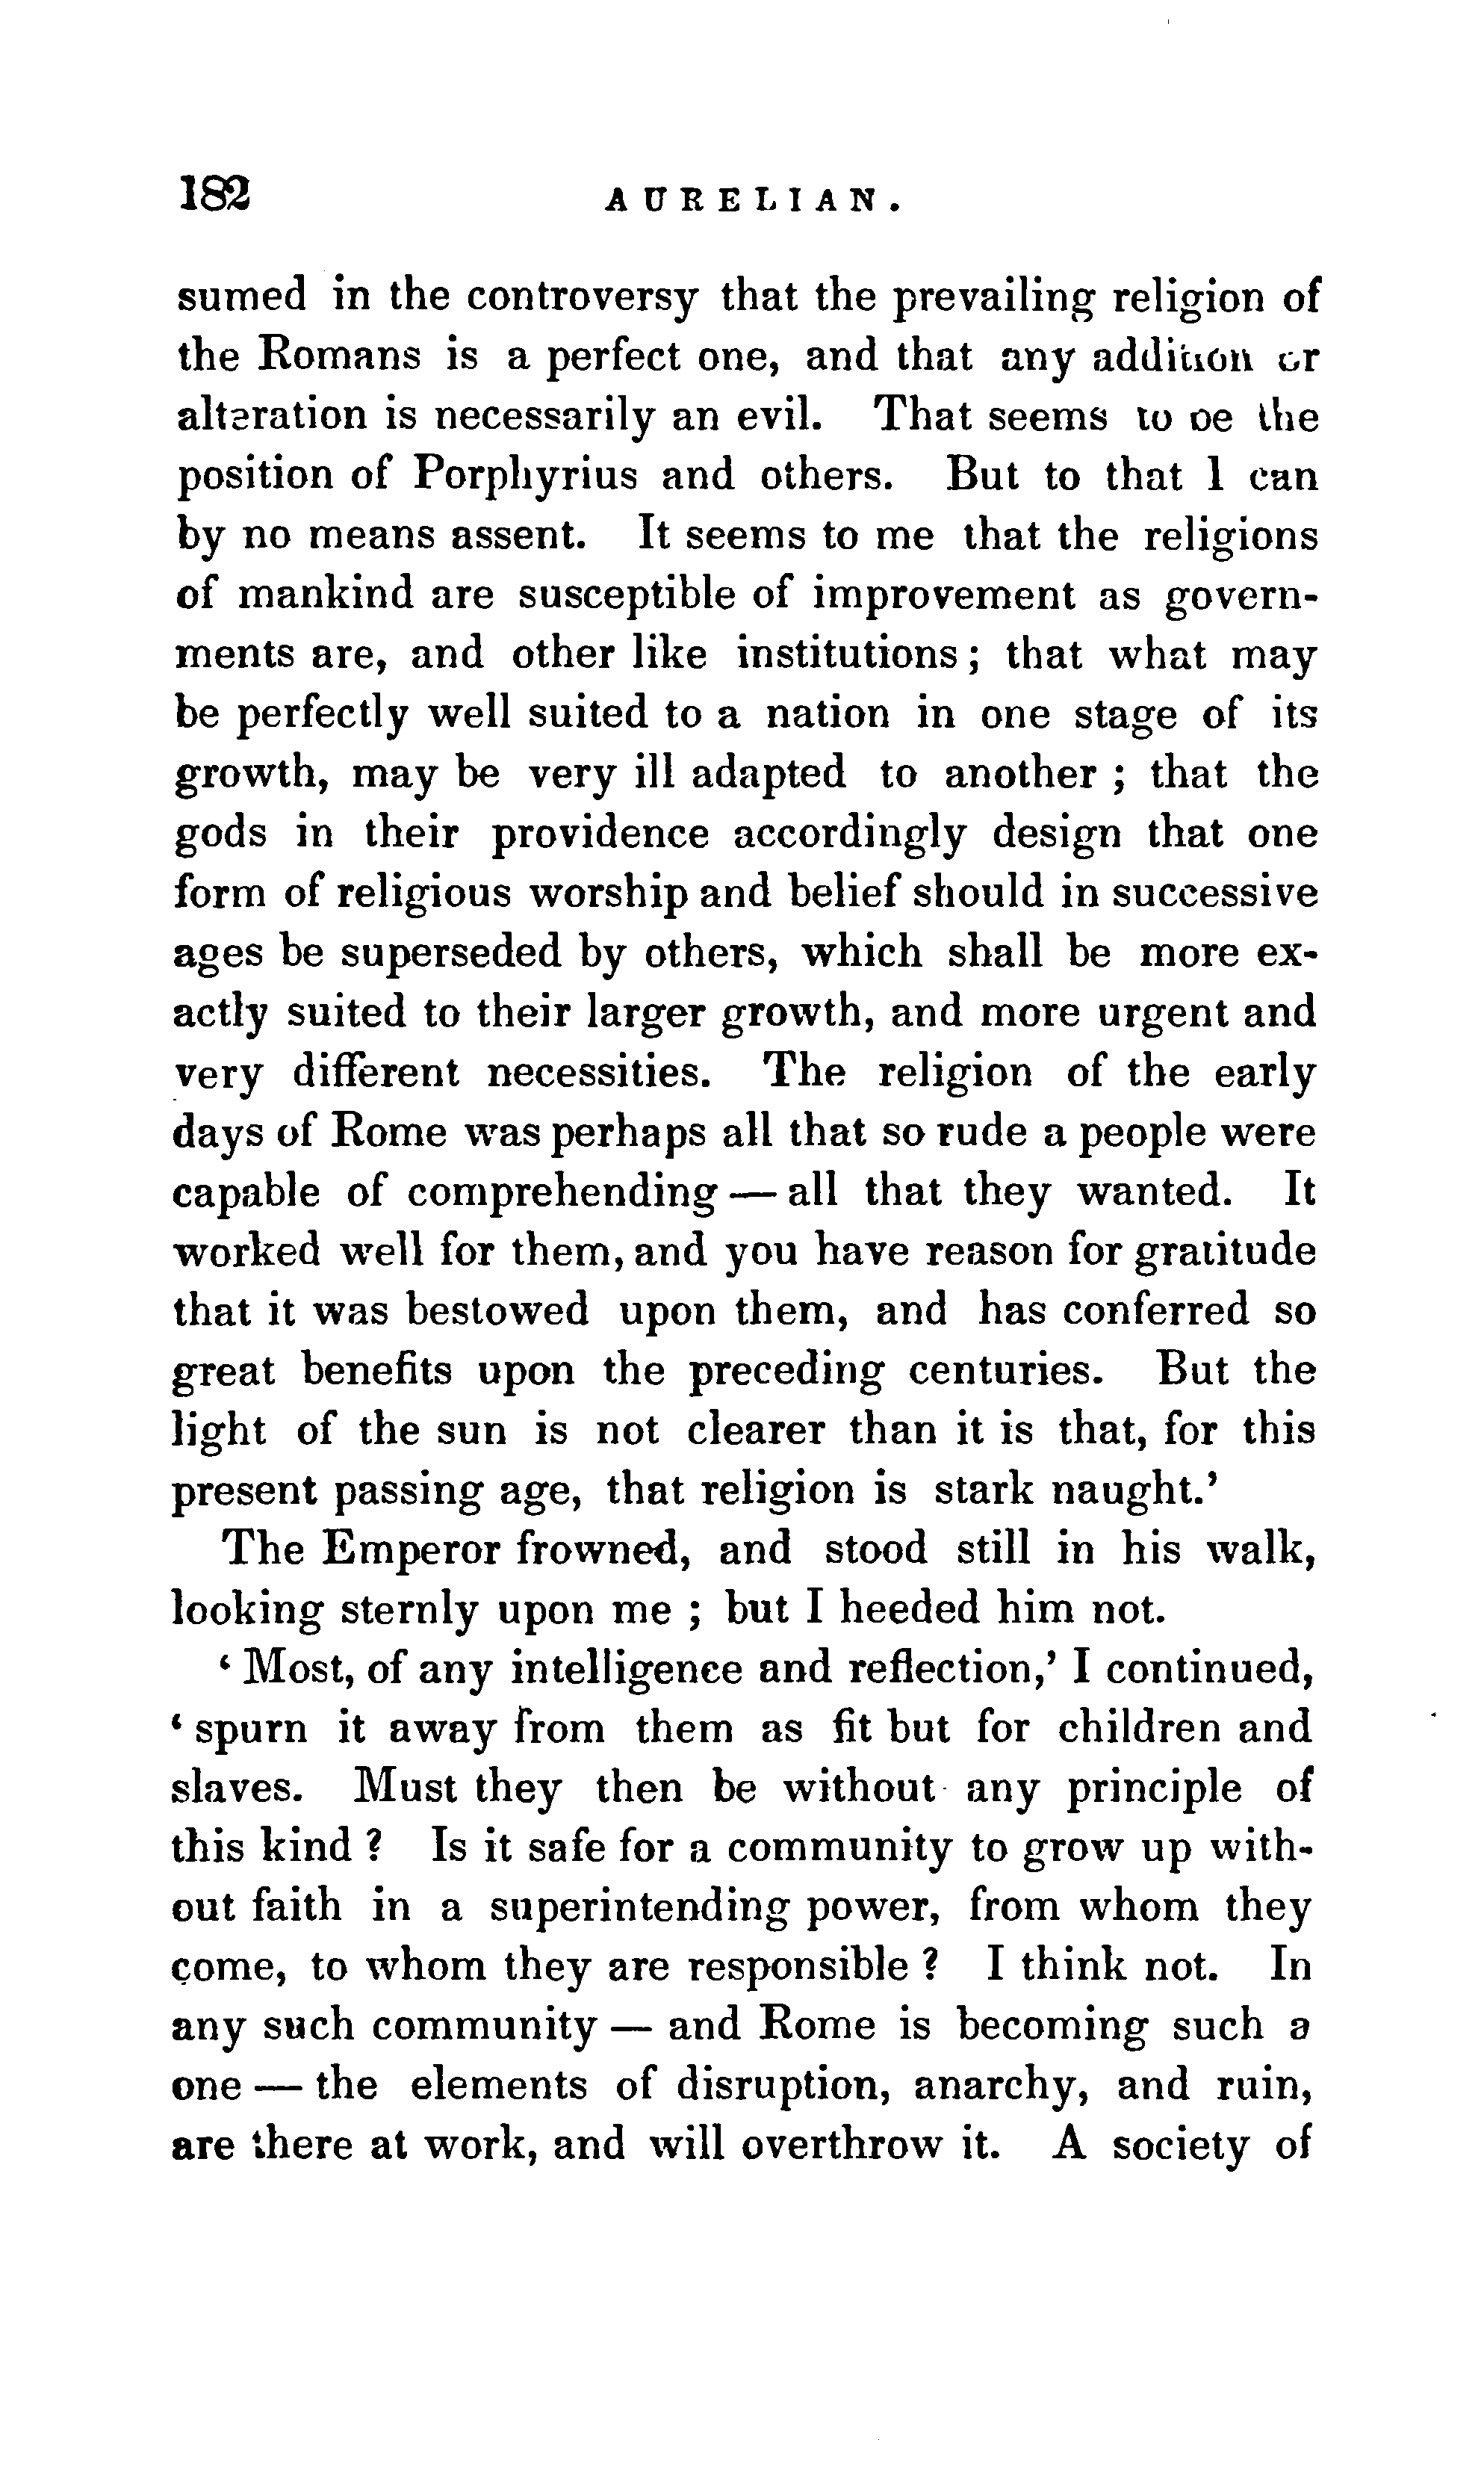 182 AURELIAN.
sumed in the controversy that the prevailing religion of
the Romans is a perfect one, and that any addition or
alteration is necessarily an evil. That seems to be the
position of Porphyrius and others. But to that I can
by no means assent. It seems to me that the religions
of mankind are susceptible of improvement as govern-
ments are, and other like institutions; that what may
be perfectly well suited to a nation in one stage of its
growth, may be very ill adapted to another ; that the
gods in their providence accordingly design that one
form of religious worship and belief should in successive
ages be superseded by others, which shall be more ex-
actly suited to their larger growth, and more urgent and
very different necessities. The religion of the early
days of Rome was perhaps all that so rude a people were
capable of comprehending — all that they wanted. It
worked well for them, and you have reason for gratitude
that it was bestowed upon them, and has conferred so
great benefits upon the preceding centuries. But the
light of the sun is not clearer than it is that, for this
present passing age, that religion is stark naught.’
The Emperor frowned, and stood still in his walk,
looking sternly upon me ; but I heeded him not.
‘ Most, of any intelligence and reflection,’ I continued,
‘ spurn it away from them as fit but for children and
slaves. Must they then be without any principle of
this kind ? Is it safe for a community to grow up with-
out faith in a superintending power, from whom they
come, to whom they are responsible ? I think not. In
any such community — and Rome is becoming such a
one — the elements of disruption, anarchy, and ruin,
are there at work, and will overthrow it. A society of